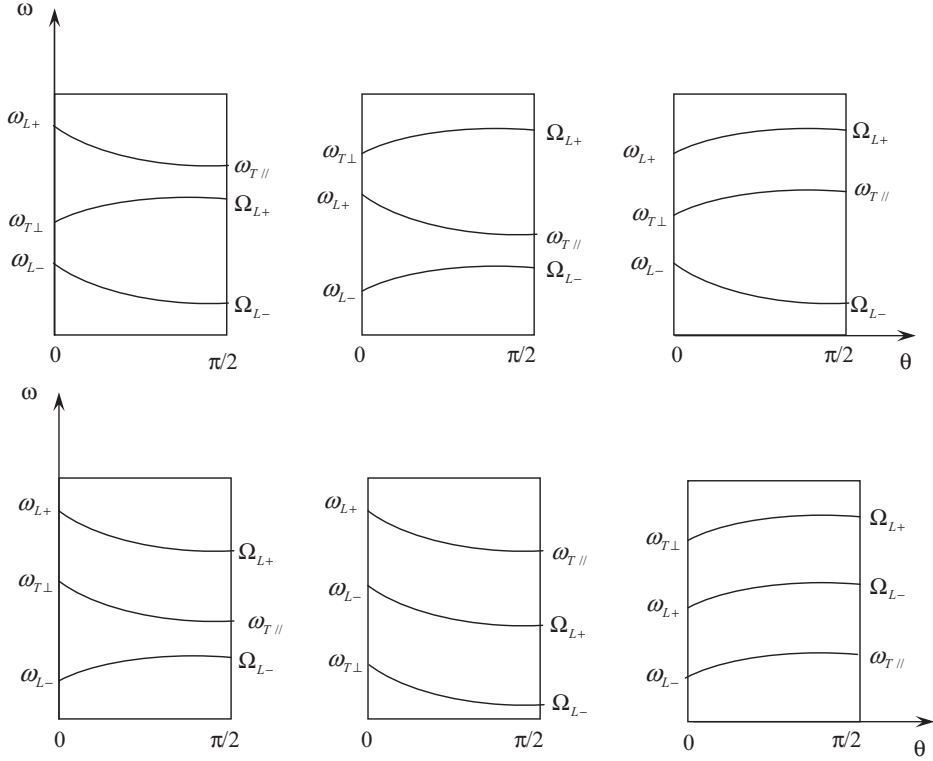 ω
ω_{L+}
ω_{T⊥}
ω_{L−}
ω_{T //}
Ω_{L+}
Ω_{L−}
0
π/2
ω_{T⊥}
ω_{L+}
ω_{L−}
Ω_{L+}
ω_{T //}
Ω_{L−}
0
π/2
ω_{L+}
ω_{T⊥}
ω_{L−}
Ω_{L+}
ω_{T //}
Ω_{L−}
0
π/2
θ
ω
ω_{L+}
ω_{T⊥}
ω_{L−}
Ω_{L+}
ω_{T //}
Ω_{L−}
0
π/2
ω_{L+}
ω_{L−}
ω_{T⊥}
ω_{T //}
Ω_{L+}
Ω_{L−}
0
π/2
ω_{T⊥}
ω_{L+}
ω_{L−}
Ω_{L+}
Ω_{L−}
ω_{T //}
0
π/2
θ